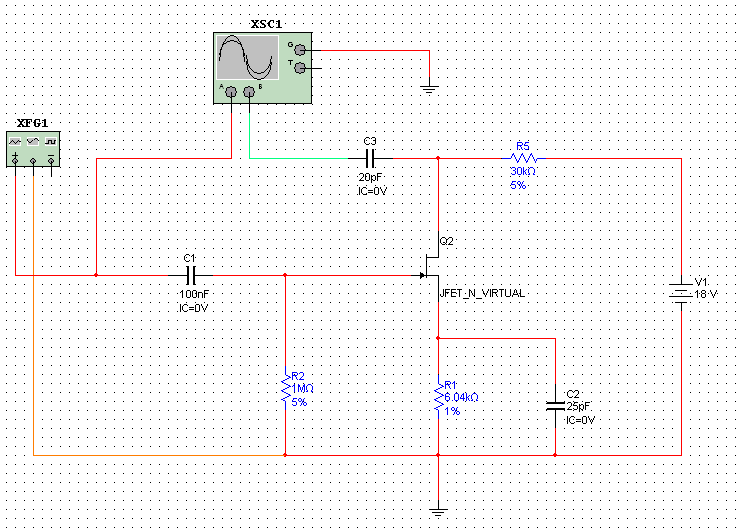 XSC1
G
T
A
B
XFG1
C3
20pF
IC=0V
R5
30kΩ
5%
Q2
JFET_N_VIRTUAL
C1
100nF
IC=0V
V1
18 V
R2
1MΩ
5%
R1
6.04kΩ
1%
C2
25pF
IC=0V